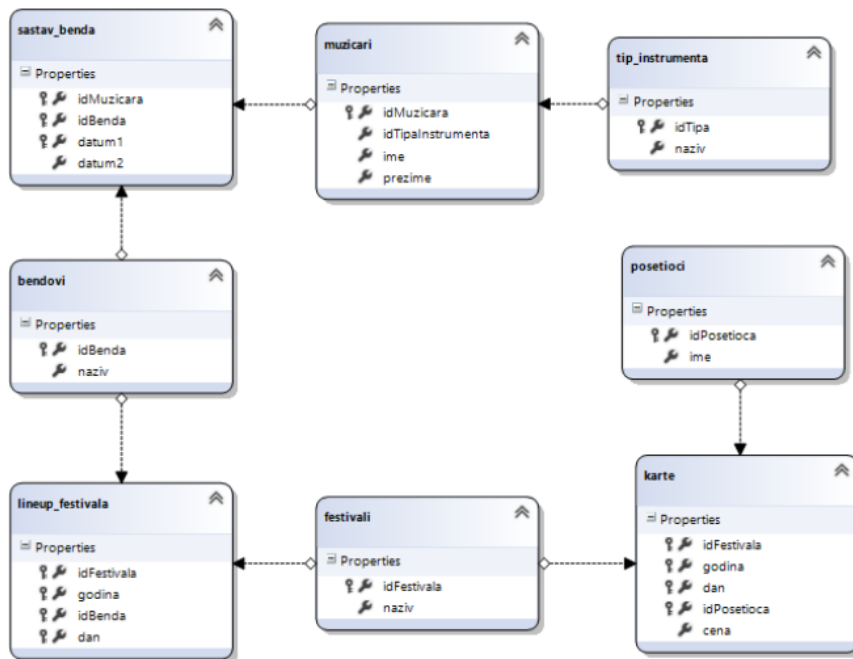 sastav_benda
Properties
idMuzicara
idBenda
datum1
datum2
muzicari
Properties
idMuzicara
idTipaInstrumenta
ime
prezime
tip_instrumenta
Properties
idTipa
naziv
bendovi
Properties
idBenda
naziv
posetioci
Properties
idPosetioca
ime
lineup_festivala
Properties
idFestivala
godina
idBenda
dan
festivali
Properties
idFestivala
naziv
karte
Properties
idFestivala
godina
dan
idPosetioca
cena